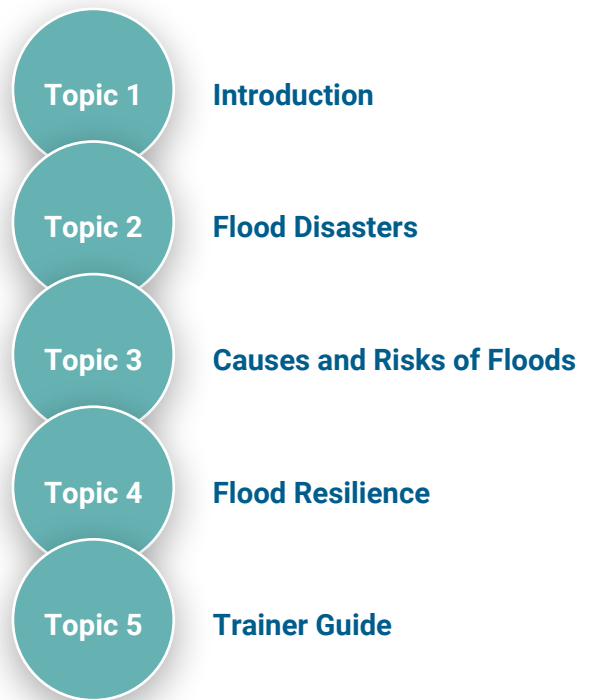 Topic 1 Introduction
Topic 2 Flood Disasters
Topic 3 Causes and Risks of Floods
Topic 4 Flood Resilience
Topic 5 Trainer Guide